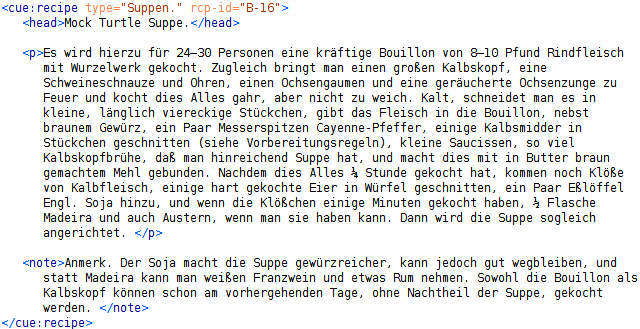 <cue:recipe type="Suppen." rcp-id="B-16">
<head>Mock Turtle Suppe.</head>
<p>Es wird hierzu für 24—30 Personen eine kräftige Bouillon von 8—10 Pfund Rindfleisch
mit Wurzelwerk gekocht. Zugleich bringt man einen großen Kalbskopf, eine
Schweineschnauze und Ohren, einen Ochsengaumen und eine geräucherte Ochsenzunge zu
Feuer und kocht dies Alles gahr, aber nicht zu weich. Kalt, schneidet man es in
kleine, länglich viereckige Stückchen, gibt das Fleisch in die Bouillon, nebst
braunem Gewürz, ein Paar Messerspitzen Cayenne-Pfeffer, einige Kalbsmidder in
Stückchen geschnitten (siehe Vorbereitungsregeln), kleine Saucissen, so viel
Kalbskopfbrühe, daß man hinreichend Suppe hat, und macht dies mit in Butter braun
gemachtem Mehl gebunden. Nachdem dies Alles ¼ Stunde gekocht hat, kommen noch Klöße
von Kalbfleisch, einige hart gekochte Eier in Würfel geschnitten, ein Paar Eßlöffel
Engl. Soja hinzu, und wenn die Klößchen einige Minuten gekocht haben, ½ Flasche
Madeira und auch Austern, wenn man sie haben kann. Dann wird die Suppe sogleich
angerichtet. </p>
<note>Anmerk. Der Soja macht die Suppe gewürzreicher, kann jedoch gut wegbleiben, und
statt Madeira kann man weißen Franzwein und etwas Rum nehmen. Sowohl die Bouillon als
Kalbskopf können schon am vorhergehenden Tage, ohne Nachtheil der Suppe, gekocht
werden. </note>
</cue:recipe>